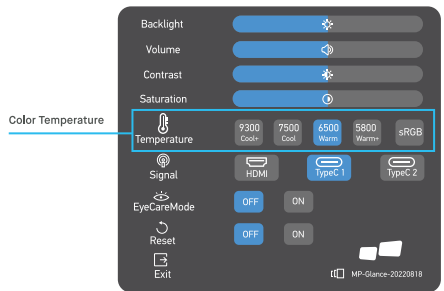 Backlight
Volume
Contrast
Saturation
Color Temperature
Temperature
9300 Cool+
7500 Cool
6500 Warm
5800 Warm+
sRGB
Signal
HDMI
TypeC 1
TypeC 2
EyeCareMode
OFF
ON
Reset
OFF
ON
Exit
MP-Glance-20220818